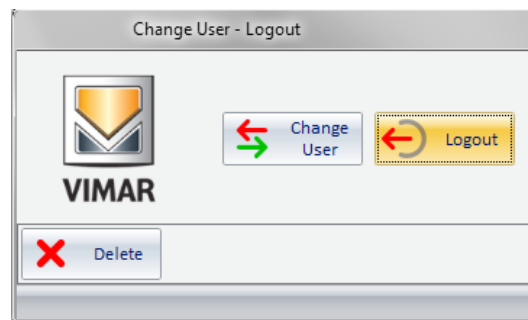 Change User - Logout
VIMAR
Change
User
Logout
Delete